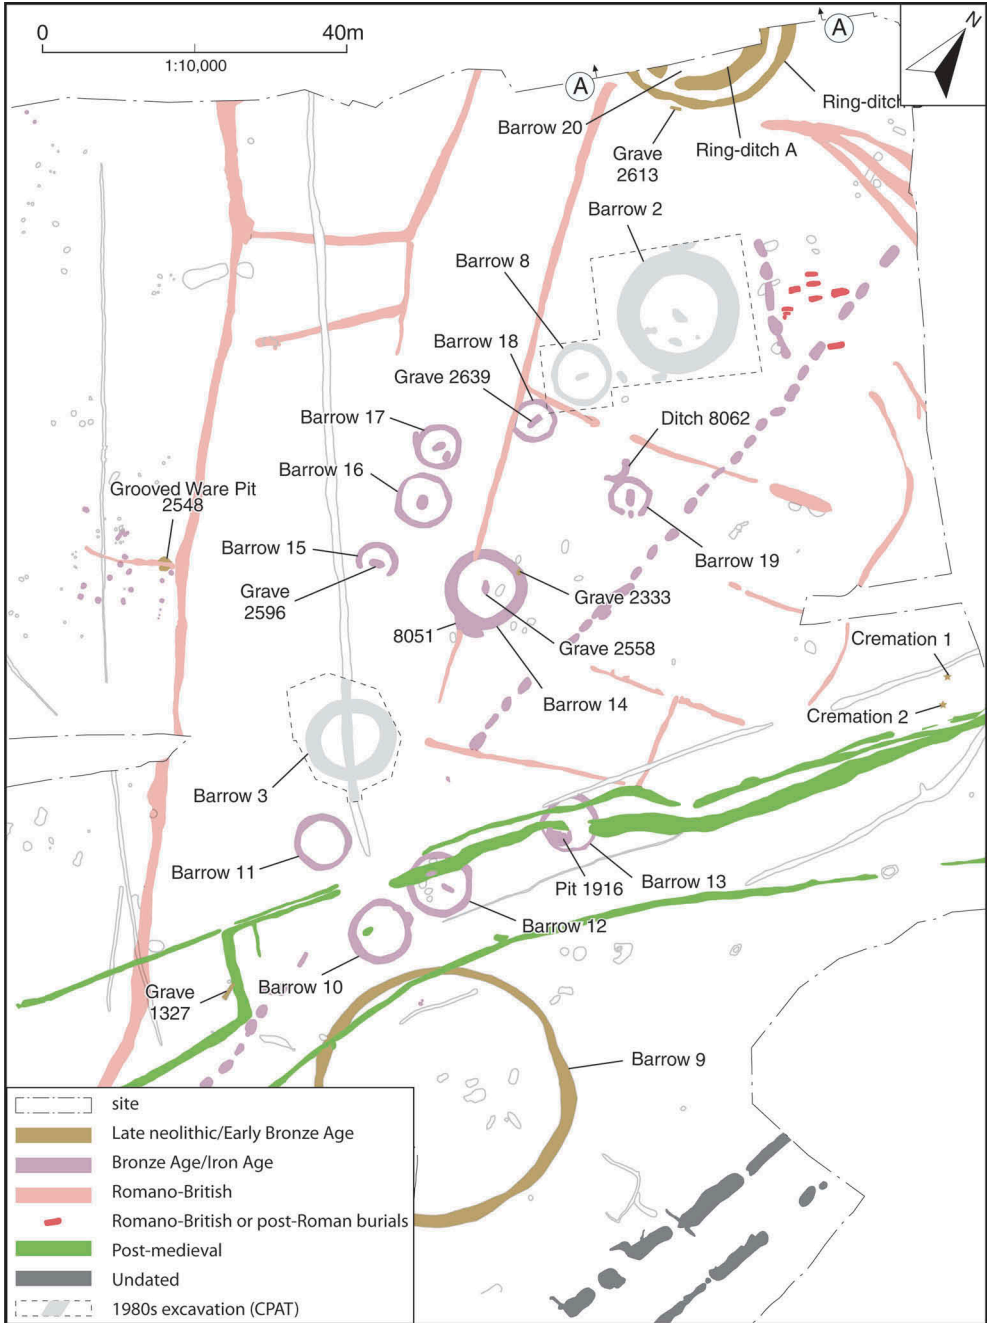 0
40m
1:10,000
A
N
A
Ring-ditch
Barrow 20
Grave
2613
Ring-ditch A
Barrow 2
Barrow 8
Barrow 18
Grave 2639
Barrow 17
Ditch 8062
Barrow 16
Grooved Ware Pit
2548
Barrow 15
Barrow 19
Grave
2596
Grave 2333
8051
Grave 2558
Cremation 1
Barrow 14
Cremation 2
Barrow 3
Barrow 11
Pit 1916
Barrow 13
Barrow 12
Grave
1327
Barrow 10
Barrow 9
site
Late neolithic/Early Bronze Age
Bronze Age/Iron Age
Romano-British
Romano-British or post-Roman burials
Post-medieval
Undated
1980s excavation (CPAT)